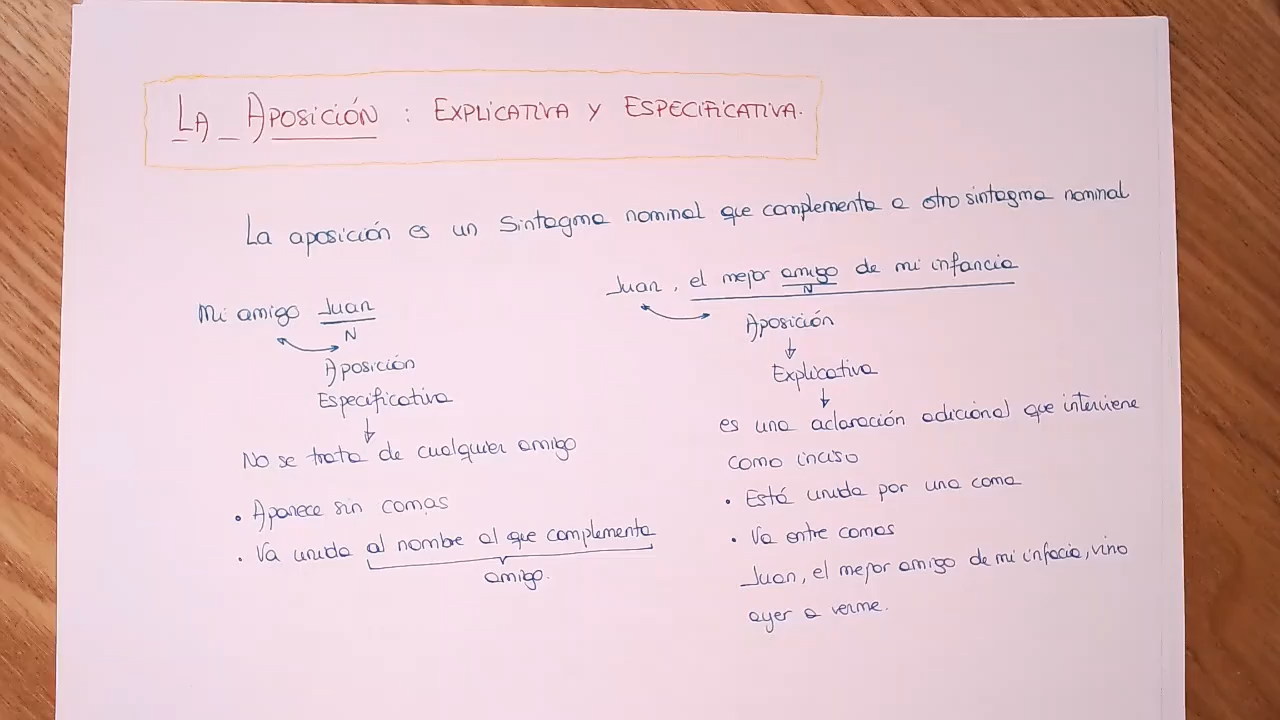 LA APOSICIÓN : EXPLICATIVA Y ESPECIFICATIVA.
La aposición es un sintagma nominal que complementa a otro sintagma nominal
Mi amigo Juan
N
Aposición
Especificativa
No se trata de cualquier amigo
• Aparece sin comas
• Va unida al nombre al que complementa
amigo.
Juan, el mejor amigo de mi infancia
N
Aposición
Explicativa
es una aclaración adicional que interviene
como inciso
• Está unida por una coma
• Va entre comas
Juan, el mejor amigo de mi infacia, vino
ayer a verme.